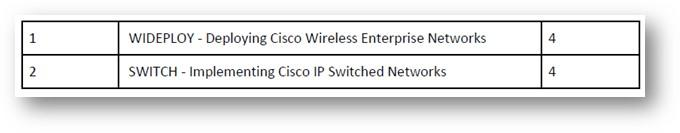 1 WIDEPLOY - Deploying Cisco Wireless Enterprise Networks 4
2 SWITCH - Implementing Cisco IP Switched Networks 4